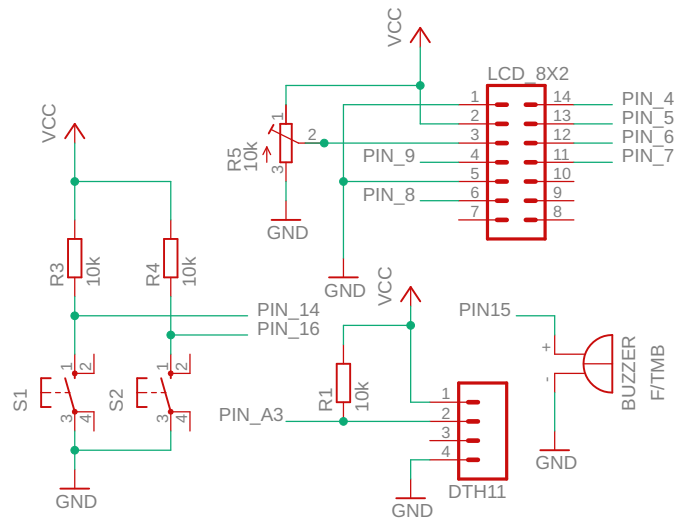 VCC
LCD_8X2
1 14 PIN_4
2 13 PIN_5
3 12 PIN_6
4 11 PIN_7
5 10
6 9
7 8
PIN_9
PIN_8
R5
10k
1
2
3
GND
GND
VCC
R3
10k
R4
10k
PIN_14
PIN_16
S1
1
2
3
4
S2
1
2
3
4
GND
VCC
R1
10k
PIN_A3
1
2
3
4
DTH11
GND
PIN15
+
-
BUZZER
F/TMB
GND